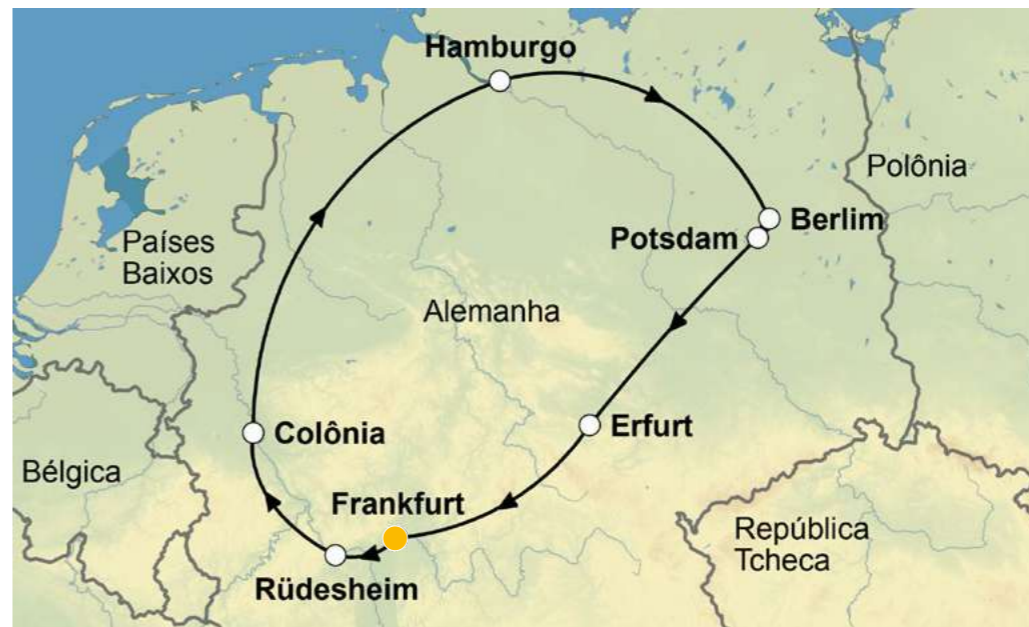 Hamburgo
Polônia
Berlim
Potsdam
Países
Baixos
Alemanha
Erfurt
Colônia
Bélgica
Frankfurt
República
Tcheca
Rüdesheim